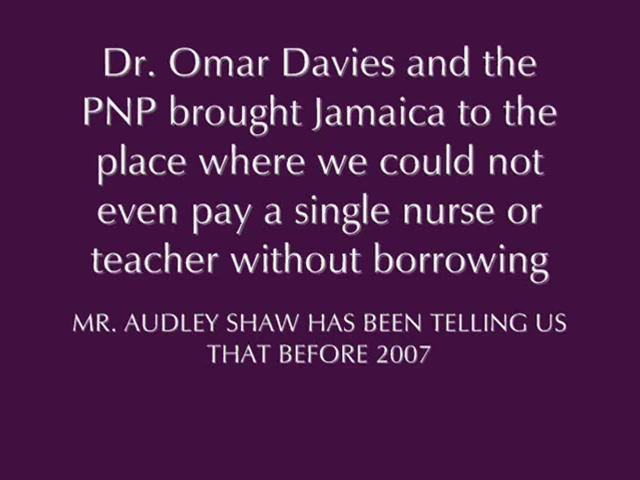 Dr. Omar Davies and the
PNP brought Jamaica to the
place where we could not
even pay a single nurse or
teacher without borrowing
MR. AUDLEY SHAW HAS BEEN TELLING US
THAT BEFORE 2007